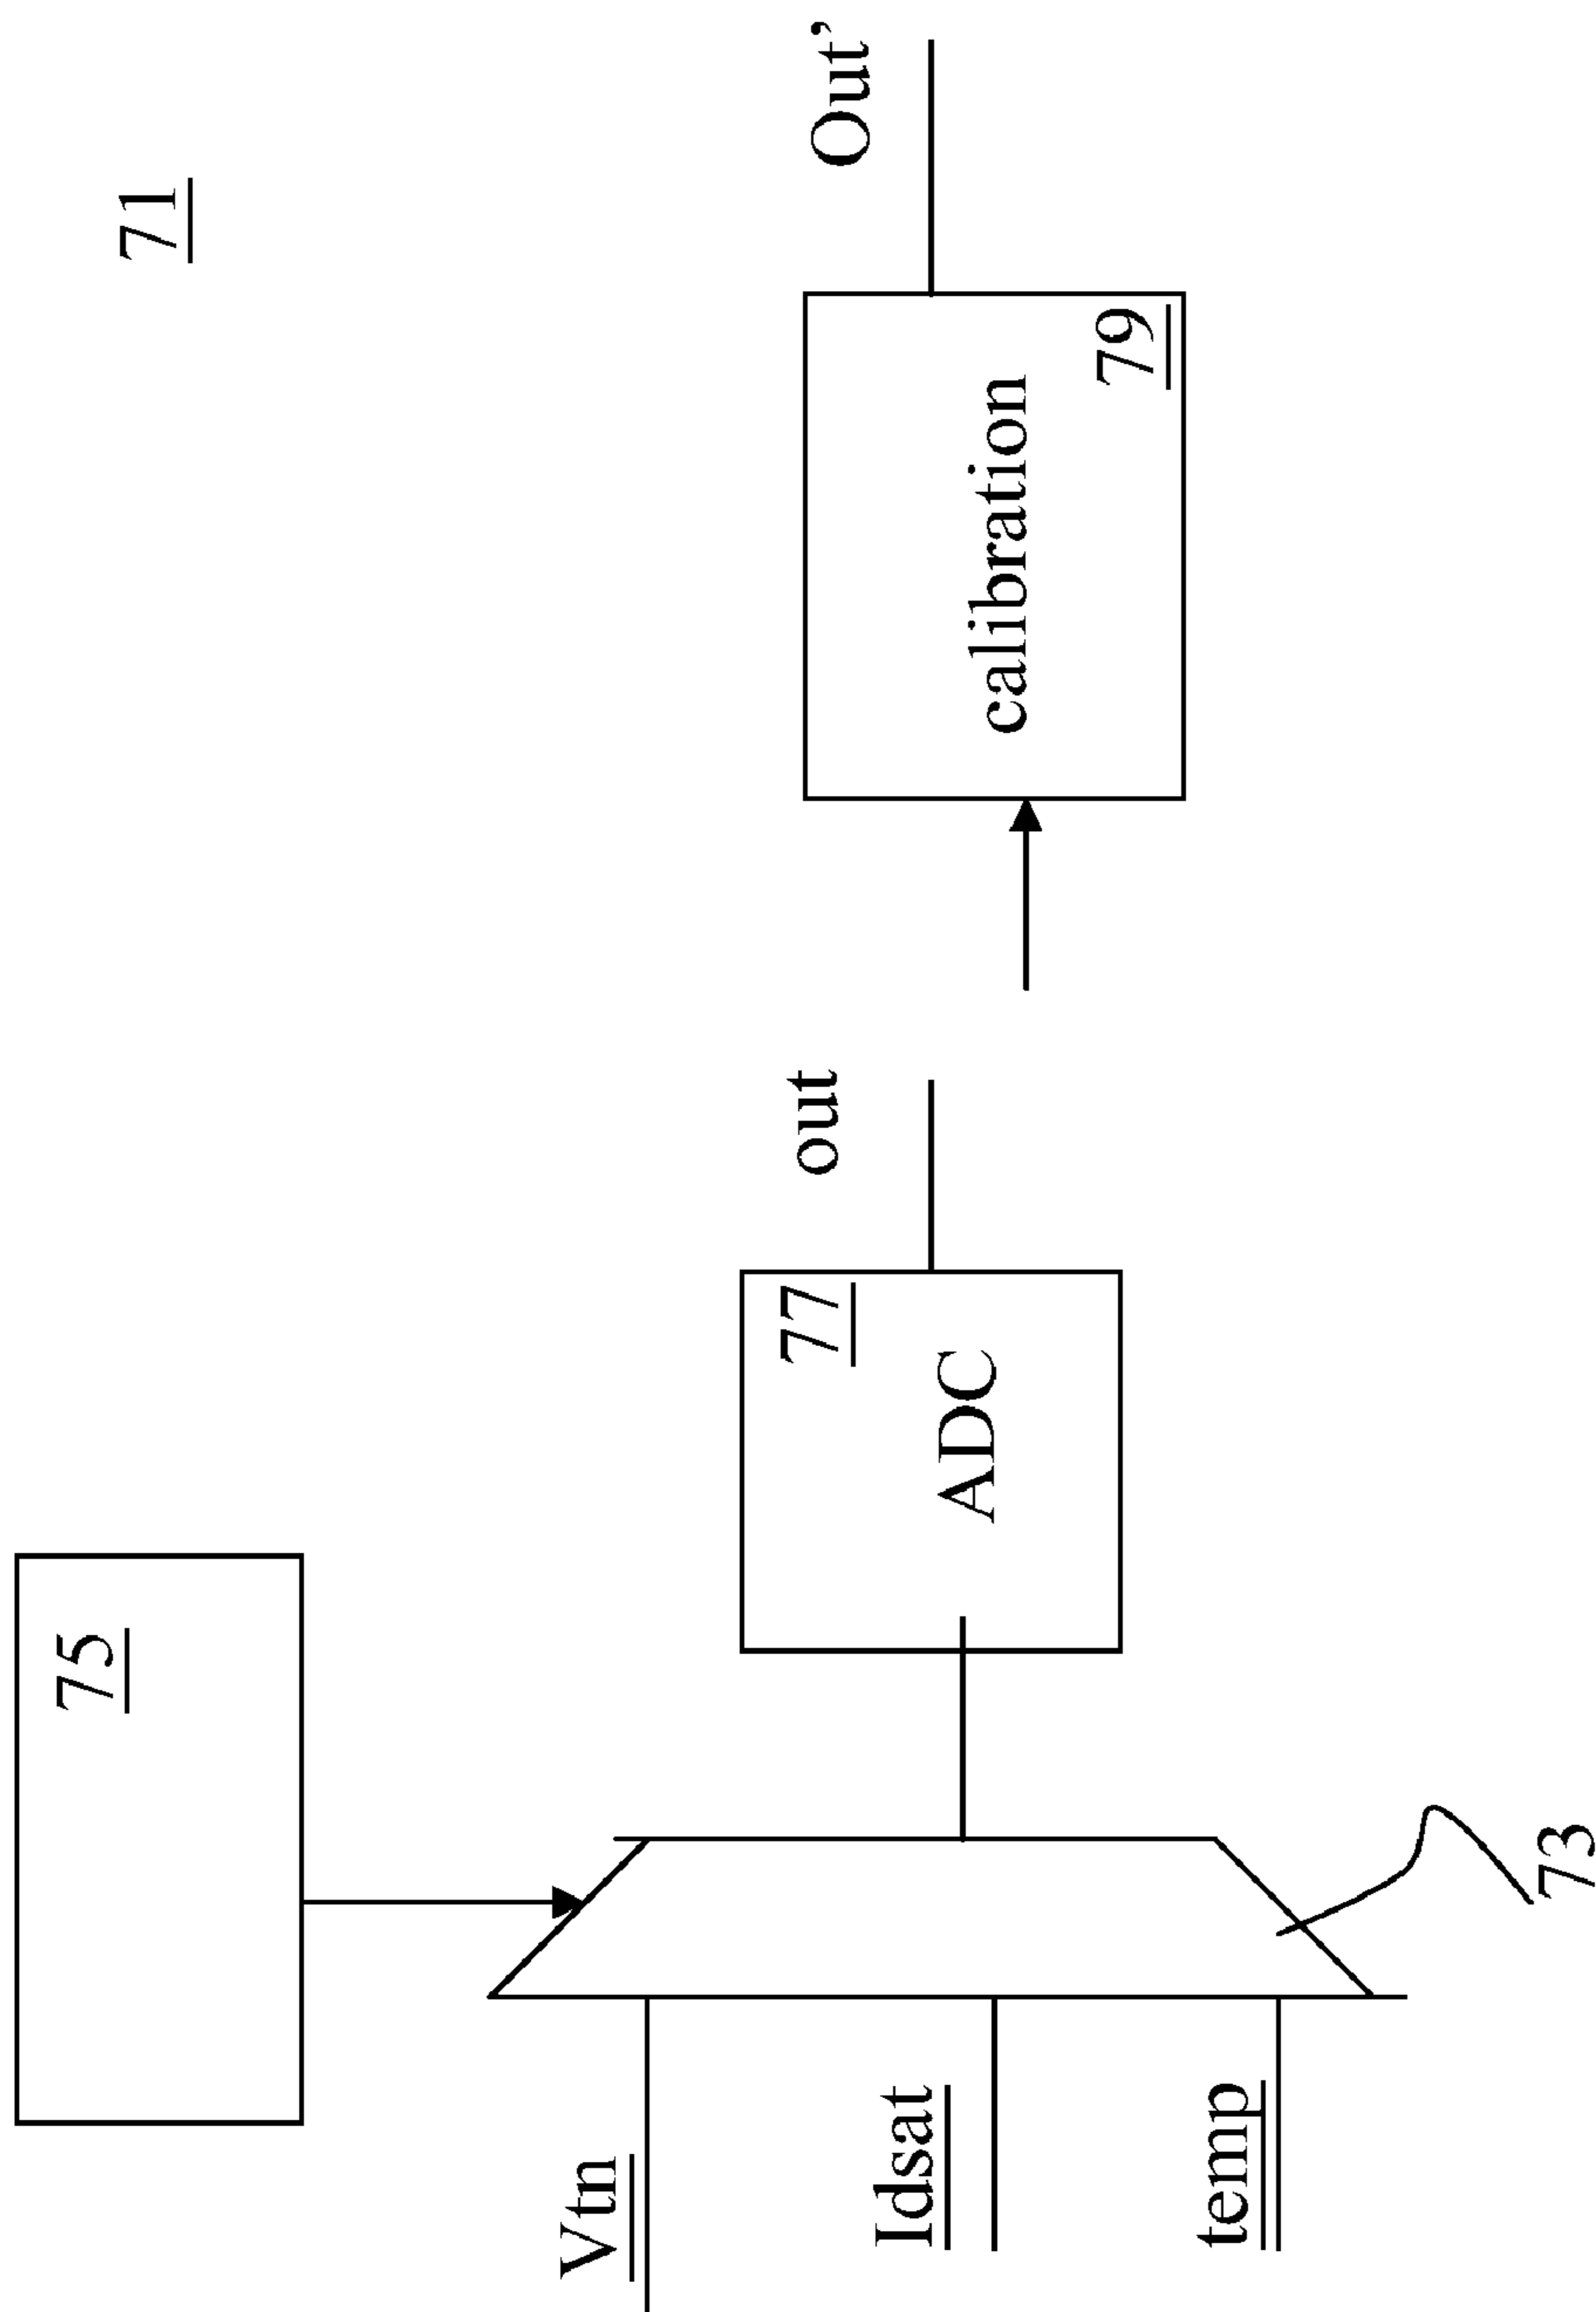 71
75
Vtn
Idsat
temp
73
77
ADC
out
calibration
79
Out’